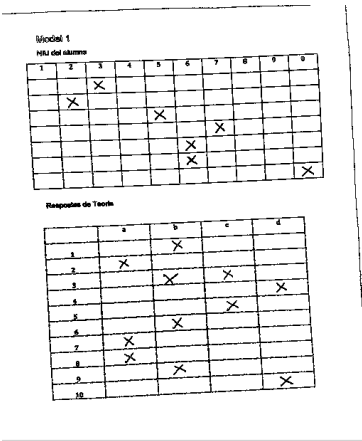 Model 1
NIU del alumno
1 2 3 4 5 6 7 8 9 0
X
X
X
X
X
X
X
Respostes de Teoria
a b c d
X
1
X
2
X X
3
X
4
X
5
X
6
X
7
X
8
X
9
X
10